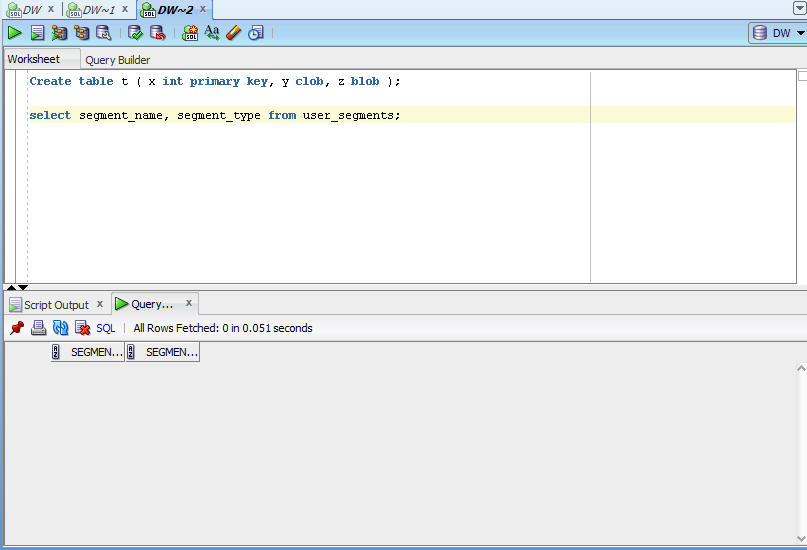 DW x DW~1 x DW~2 x
DW
Worksheet Query Builder
Create table t ( x int primary key, y clob, z blob );
select segment_name, segment_type from user_segments;
Script Output x Query... x
SQL | All Rows Fetched: 0 in 0.051 seconds
SEGMEN... SEGMEN...